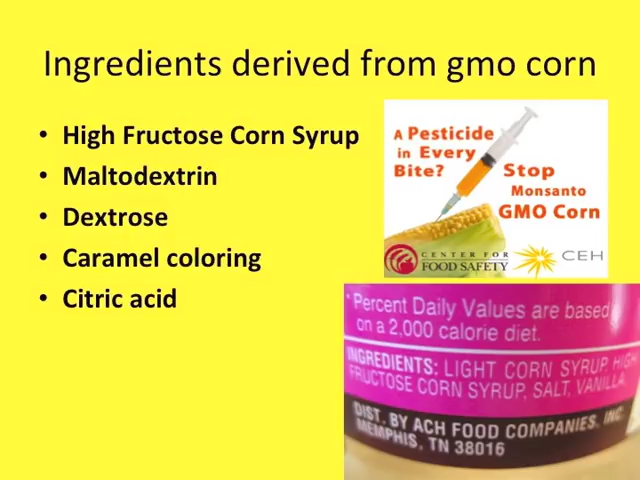 Ingredients derived from gmo corn
• High Fructose Corn Syrup
• Maltodextrin
• Dextrose
• Caramel coloring
• Citric acid
A Pesticide
in Every
Bite?
Stop
Monsanto
GMO Corn
CENTER FOR
FOOD SAFETY
CEH
* Percent Daily Values are based
on a 2,000 calorie diet.
INGREDIENTS: LIGHT CORN SYRUP, HIGH
FRUCTOSE CORN SYRUP, SALT, VANILLA,
DIST. BY ACH FOOD COMPANIES, INC.
MEMPHIS, TN 38016